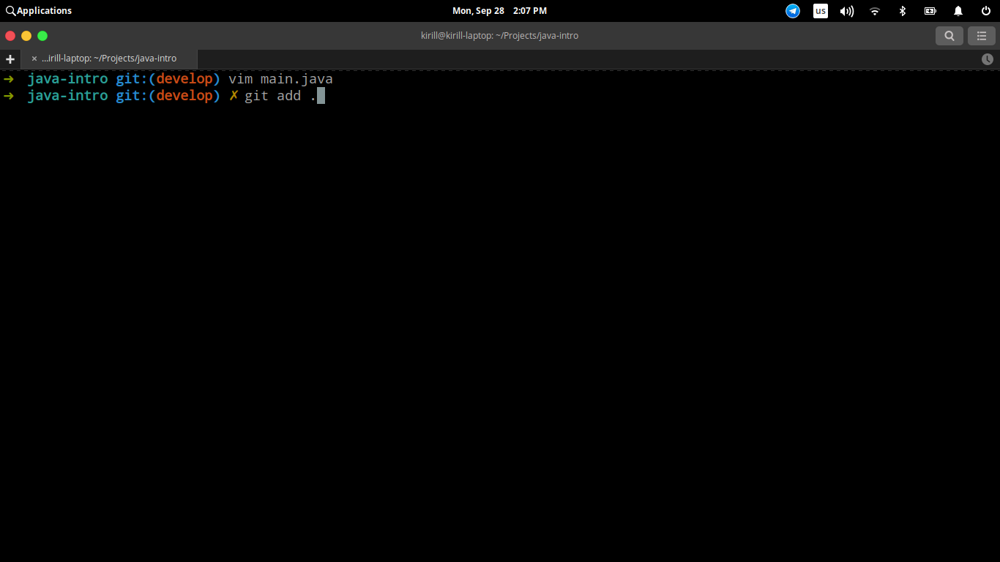 Applications
Mon, Sep 28 2:07 PM
us
kirill@kirill-laptop: ~/Projects/java-intro
+ × ...irill-laptop: ~/Projects/java-intro
➜ java-intro git:(develop) vim main.java
➜ java-intro git:(develop) ✗ git add .